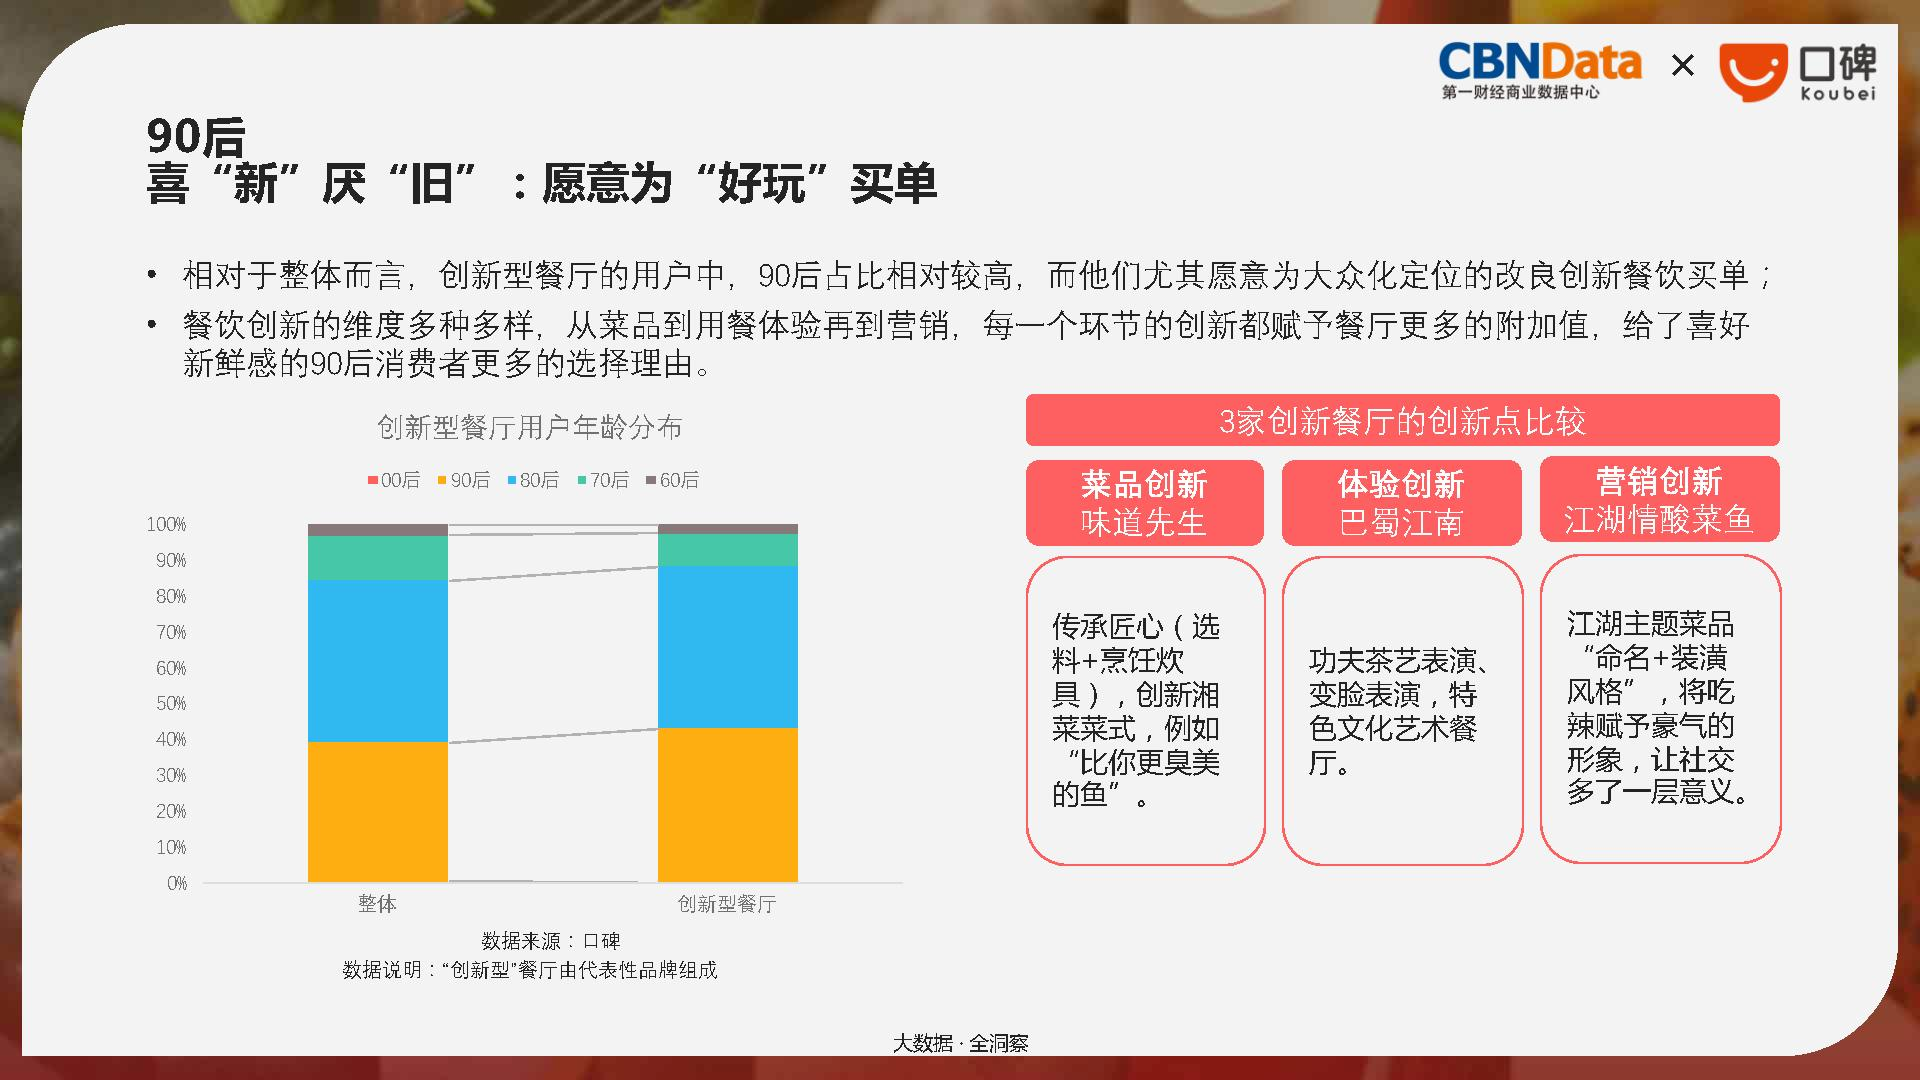 CBNData
第一财经商业数据中心
×
口碑
Koubei
90后
喜“新”厌“旧”：愿意为“好玩”买单
• 相对于整体而言，创新型餐厅的用户中，90后占比相对较高，而他们尤其愿意为大众化定位的改良创新餐饮买单；
• 餐饮创新的维度多种多样，从菜品到用餐体验再到营销，每一个环节的创新都赋予餐厅更多的附加值，给了喜好
新鲜感的90后消费者更多的选择理由。
创新型餐厅用户年龄分布
00后 90后 80后 70后 60后
100%
90%
80%
70%
60%
50%
40%
30%
20%
10%
0%
整体
创新型餐厅
数据来源：口碑
数据说明：“创新型”餐厅由代表性品牌组成
3家创新餐厅的创新点比较
菜品创新
味道先生
传承匠心（选
料+烹饪炊
具），创新湘
菜菜式，例如
“比你更臭美
的鱼”。
体验创新
巴蜀江南
功夫茶艺表演、
变脸表演，特
色文化艺术餐
厅。
营销创新
江湖情酸菜鱼
江湖主题菜品
“命名+装潢
风格”，将吃
辣赋予豪气的
形象，让社交
多了一层意义。
大数据·全洞察